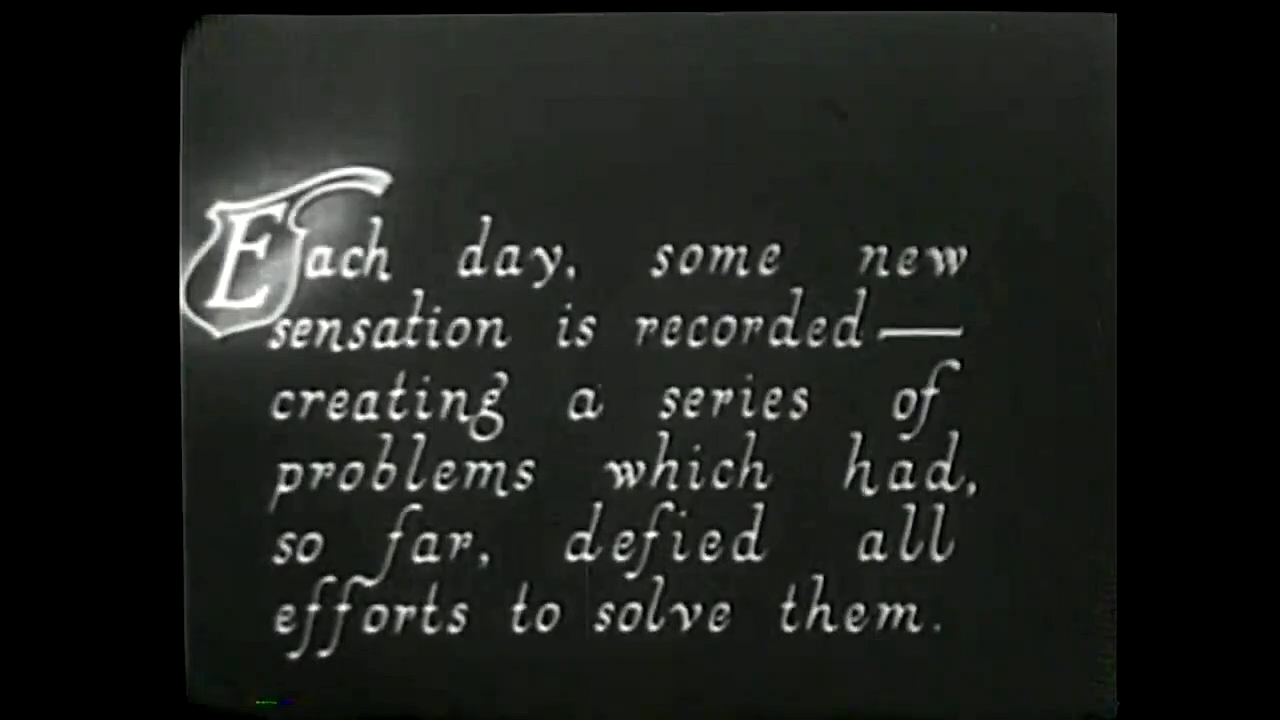 Each day, some new
sensation is recorded—
creating a series of
problems which had,
so far, defied all
efforts to solve them.